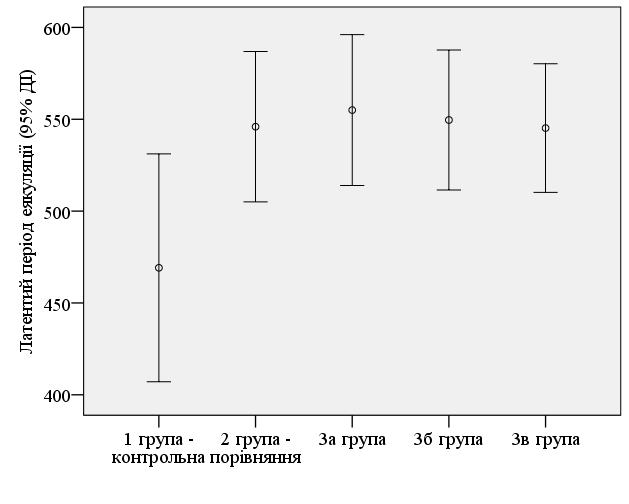 Латентий період еякуляції (95% ДІ)
600
550
500
450
400
1 група - контрольна
2 група - порівняння
3а група
3б група
3в група